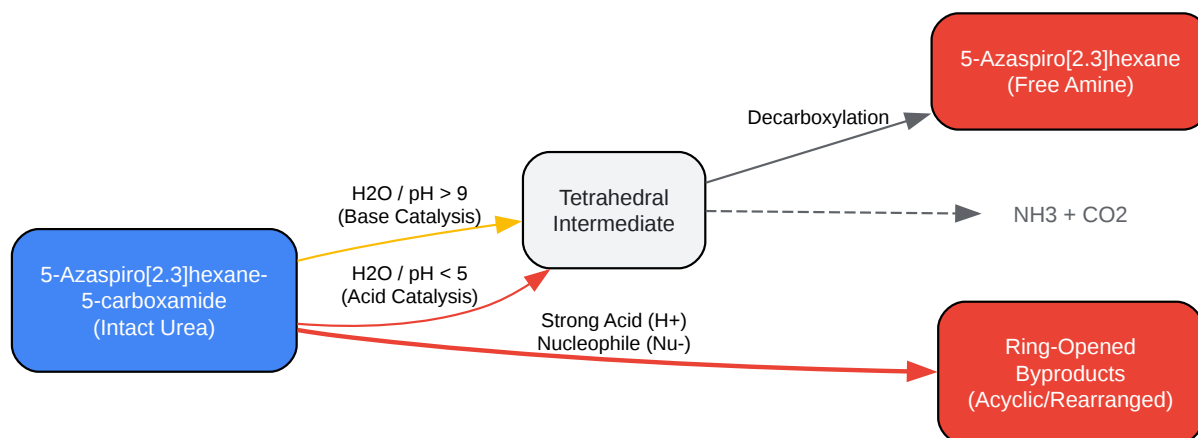 5-Azaspiro[2.3]hexane
(Free Amine)
Decarboxylation
H2O / pH > 9
(Base Catalysis)
Tetrahedral
Intermediate
NH3 + CO2
5-Azaspiro[2.3]hexane-
5-carboxamide
(Intact Urea)
H2O / pH < 5
(Acid Catalysis)
Strong Acid (H+)
Nucleophile (Nu-)
Ring-Opened
Byproducts
(Acyclic/Rearranged)